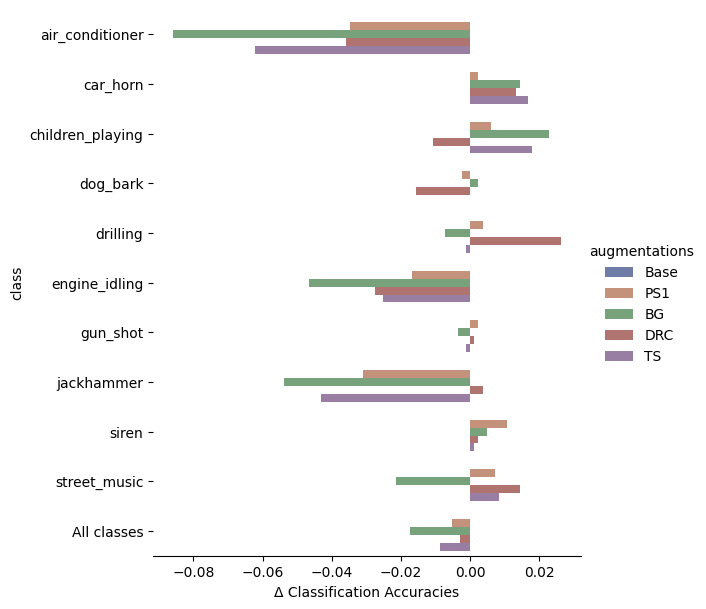 air_conditioner
car_horn
children_playing
dog_bark
drilling
engine_idling
gun_shot
jackhammer
siren
street_music
All classes
class
−0.08 −0.06 −0.04 −0.02 0.00 0.02
Δ Classification Accuracies
augmentations
Base
PS1
BG
DRC
TS